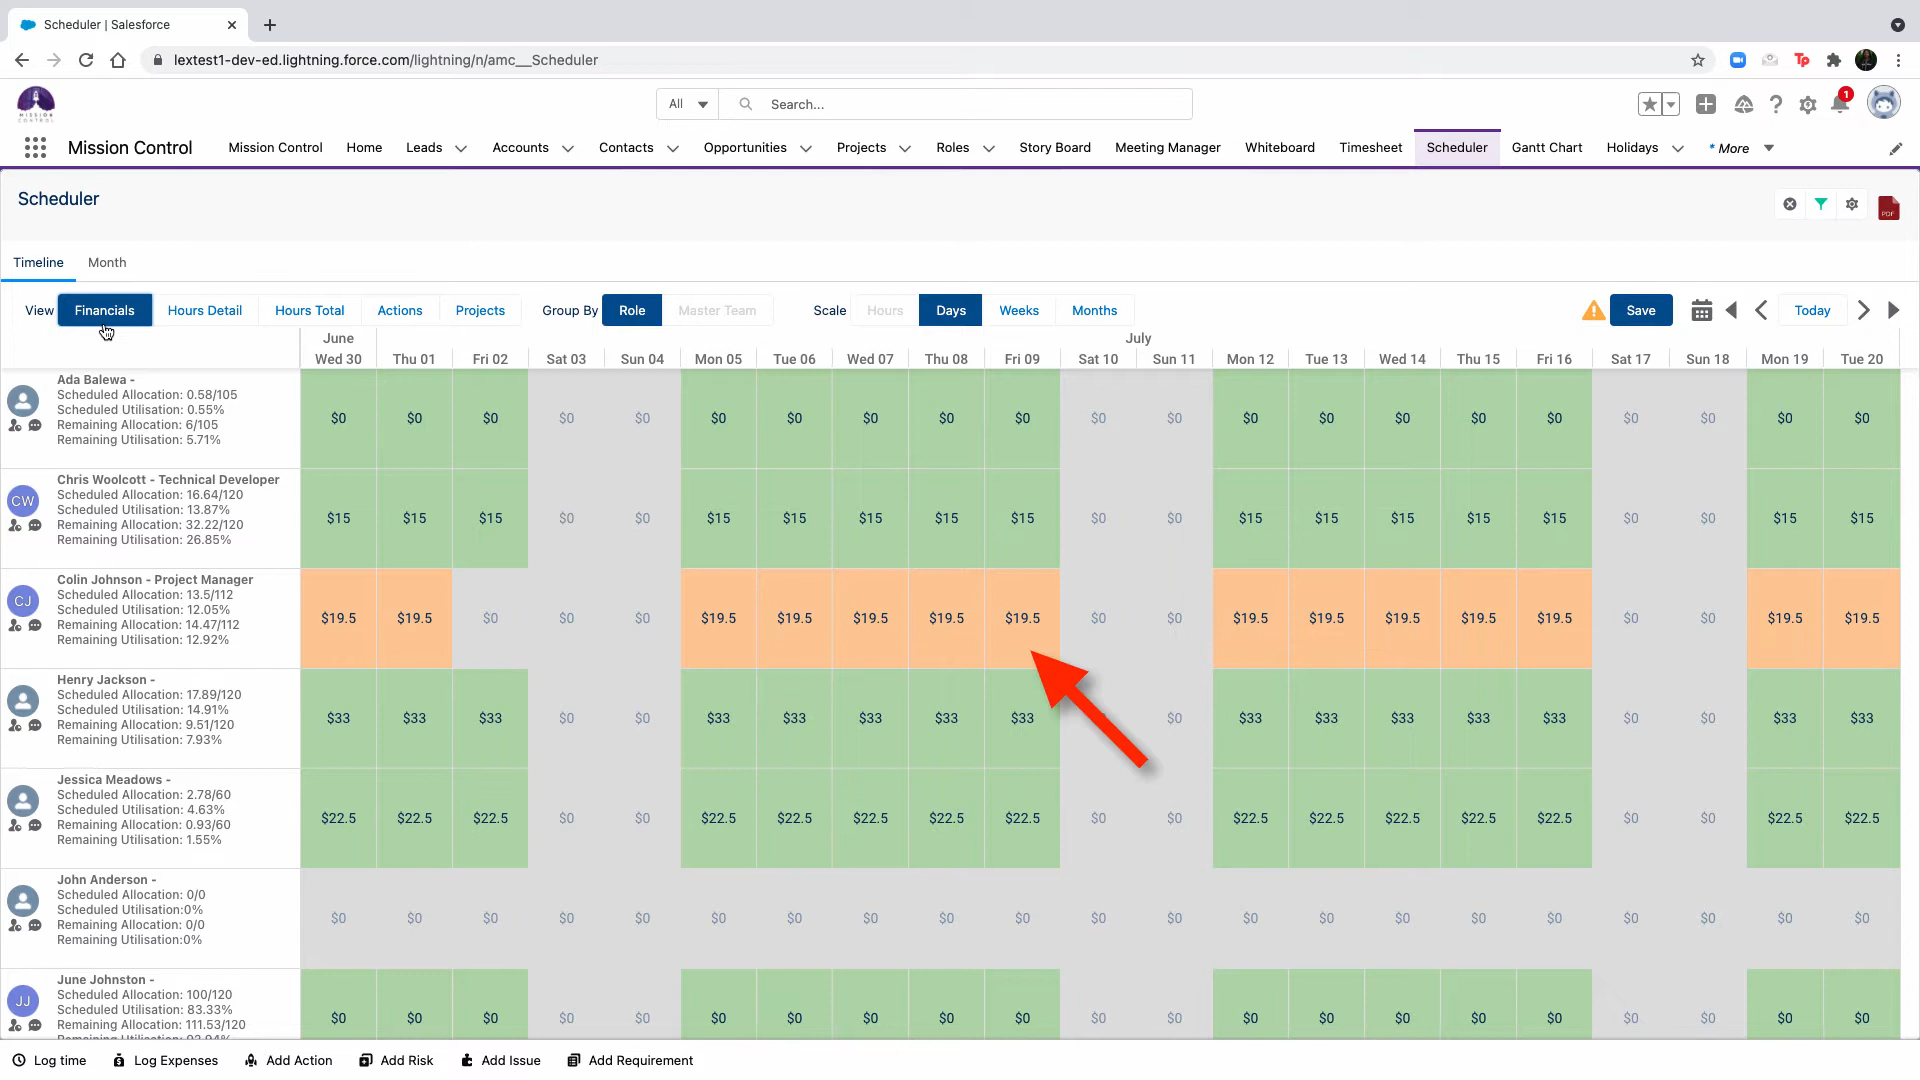 Scheduler | Salesforce
lextest1-dev-ed.lightning.force.com/lightning/n/amc__Scheduler
Tp
MISSION
CONTROL
All
Search...
1
Mission Control
Mission Control Home Leads Accounts Contacts Opportunities Projects Roles Story Board Meeting Manager Whiteboard Timesheet Scheduler Gantt Chart Holidays * More
Scheduler
PDF
Timeline Month
View Financials Hours Detail Hours Total Actions Projects Group By Role Master Team Scale Hours Days Weeks Months Save Today
June July
Wed 30 Thu 01 Fri 02 Sat 03 Sun 04 Mon 05 Tue 06 Wed 07 Thu 08 Fri 09 Sat 10 Sun 11 Mon 12 Tue 13 Wed 14 Thu 15 Fri 16 Sat 17 Sun 18 Mon 19 Tue 20
Ada Balewa -
Scheduled Allocation: 0.58/105
Scheduled Utilisation: 0.55%
Remaining Allocation: 6/105
Remaining Utilisation: 5.71%
$0 $0 $0 $0 $0 $0 $0 $0 $0 $0 $0 $0 $0 $0 $0 $0 $0 $0 $0 $0 $0
CW
Chris Woolcott - Technical Developer
Scheduled Allocation: 16.64/120
Scheduled Utilisation: 13.87%
Remaining Allocation: 32.22/120
Remaining Utilisation: 26.85%
$15 $15 $15 $0 $0 $15 $15 $15 $15 $15 $0 $0 $15 $15 $15 $15 $15 $0 $0 $15 $15
CJ
Colin Johnson - Project Manager
Scheduled Allocation: 13.5/112
Scheduled Utilisation: 12.05%
Remaining Allocation: 14.47/112
Remaining Utilisation: 12.92%
$19.5 $19.5 $0 $0 $0 $19.5 $19.5 $19.5 $19.5 $19.5 $0 $0 $19.5 $19.5 $19.5 $19.5 $19.5 $0 $0 $19.5 $19.5
Henry Jackson -
Scheduled Allocation: 17.89/120
Scheduled Utilisation: 14.91%
Remaining Allocation: 9.51/120
Remaining Utilisation: 7.93%
$33 $33 $33 $0 $0 $33 $33 $33 $33 $33 $0 $33 $33 $33 $33 $33 $0 $0 $33 $33
Jessica Meadows -
Scheduled Allocation: 2.78/60
Scheduled Utilisation: 4.63%
Remaining Allocation: 0.93/60
Remaining Utilisation: 1.55%
$22.5 $22.5 $22.5 $0 $0 $22.5 $22.5 $22.5 $22.5 $22.5 $0 $0 $22.5 $22.5 $22.5 $22.5 $22.5 $0 $0 $22.5 $22.5
John Anderson -
Scheduled Allocation: 0/0
Scheduled Utilisation:0%
Remaining Allocation: 0/0
Remaining Utilisation:0%
$0 $0 $0 $0 $0 $0 $0 $0 $0 $0 $0 $0 $0 $0 $0 $0 $0 $0 $0 $0 $0
JJ
June Johnston -
Scheduled Allocation: 100/120
Scheduled Utilisation: 83.33%
Remaining Allocation: 111.53/120
$0 $0 $0 $0 $0 $0 $0 $0 $0 $0 $0 $0 $0 $0 $0 $0 $0 $0 $0 $0 $0
Log time Log Expenses Add Action Add Risk Add Issue Add Requirement